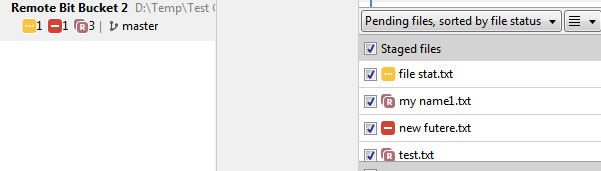 Remote Bit Bucket 2 D:\Temp\Test
1 1 R3 | master
Pending files, sorted by file status
Staged files
file stat.txt
R my name1.txt
new futere.txt
R test.txt